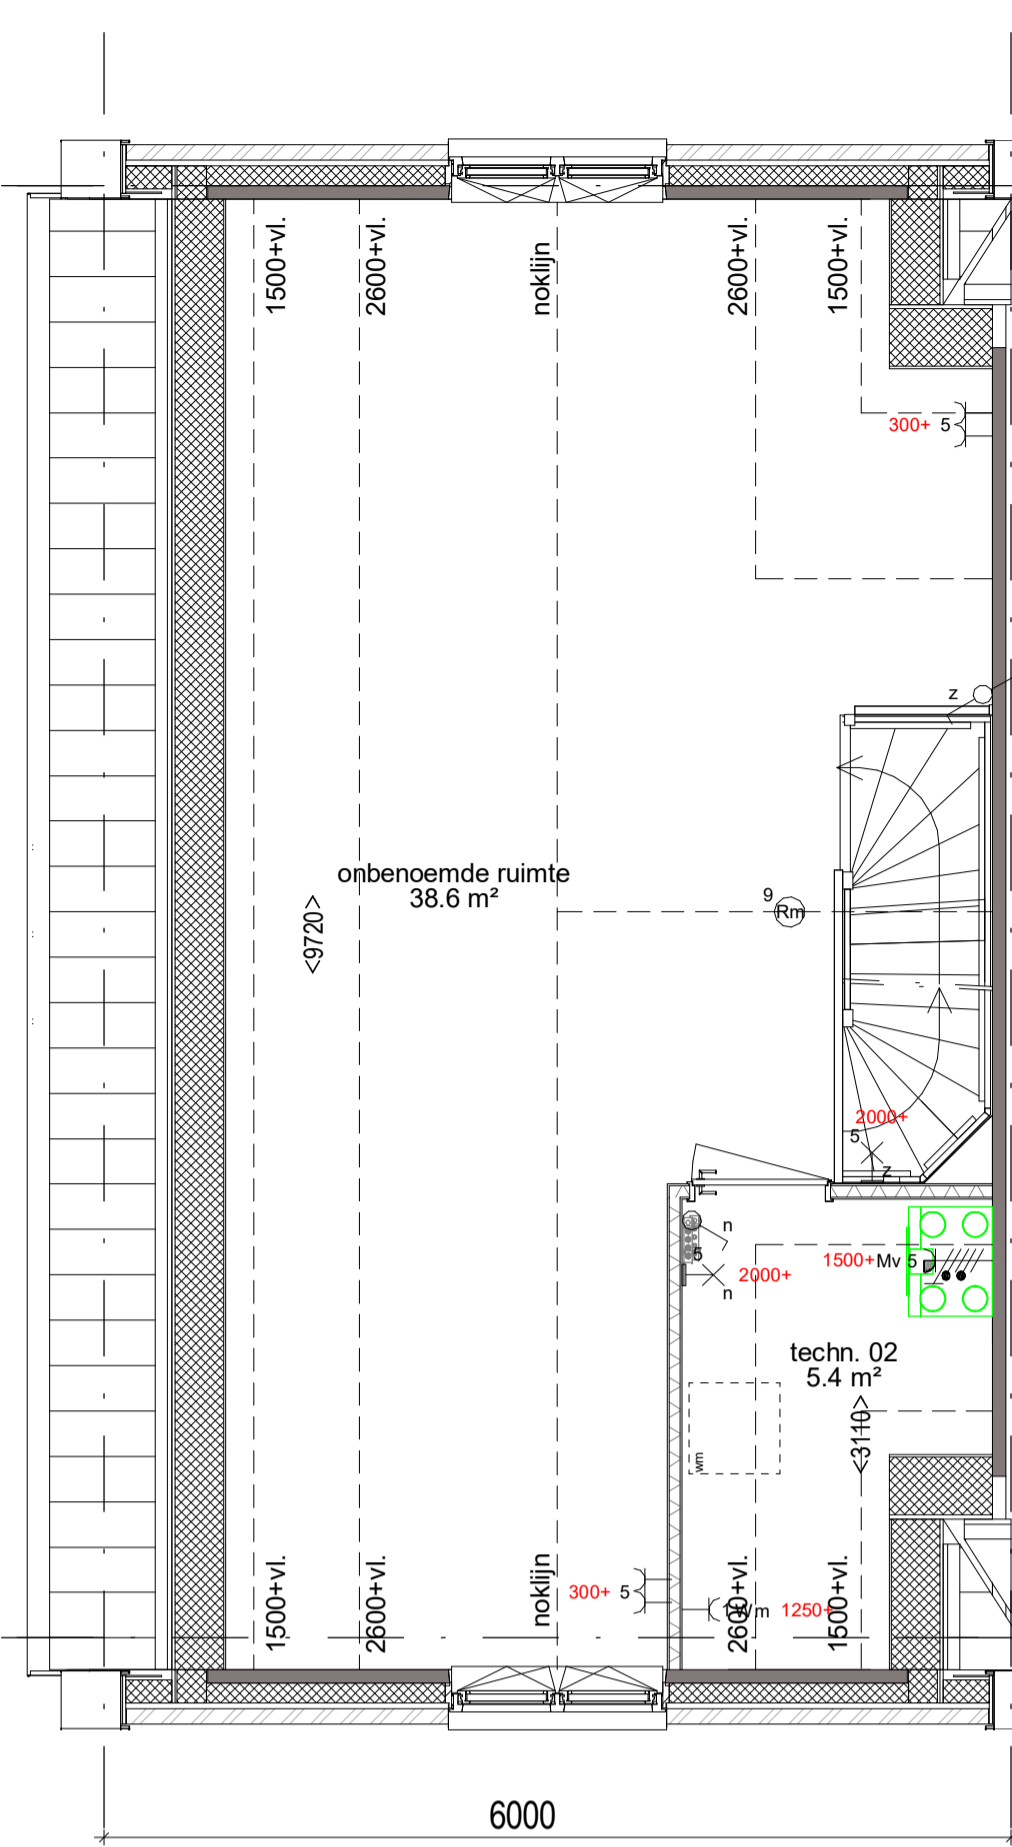 1500+vl.
2600+vl.
noklijn
2600+vl.
1500+vl.
300+ 5
z
onbenoemde ruimte
38.6 m²
9
Rm
<9720>
2000+
5
z
n
5
2000+
n
1500+ Mv 5
techn. 02
5.4 m²
<3110>
wm
1500+vl.
2600+vl.
noklijn
300+ 5
2600+vl.
1Wm 1250+
1500+vl.
6000